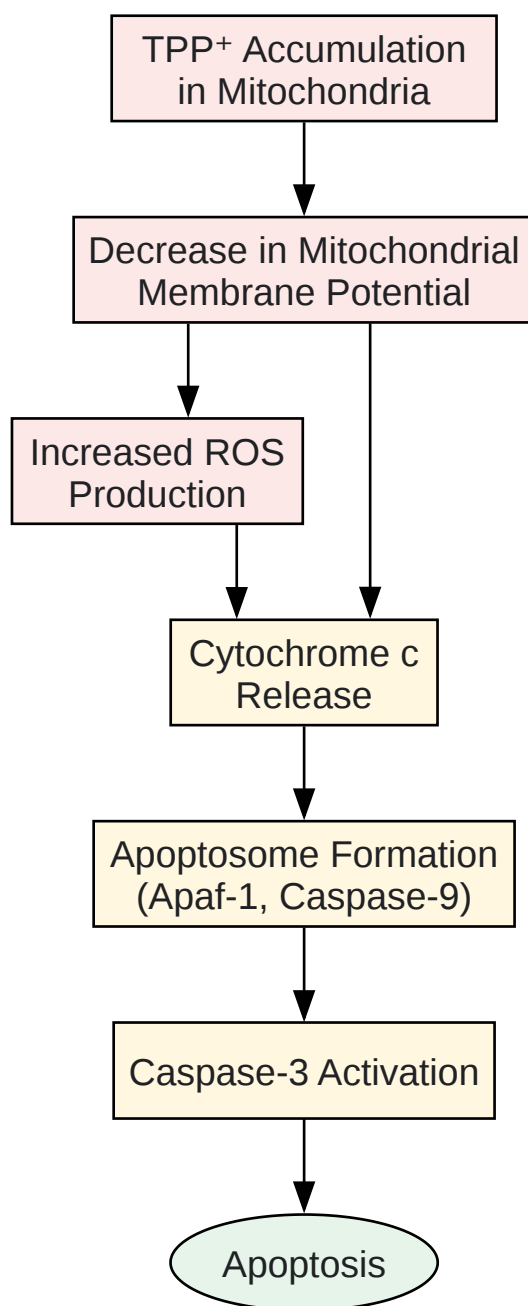 TPP⁺ Accumulation
in Mitochondria
Decrease in Mitochondrial
Membrane Potential
Increased ROS
Production
Cytochrome c
Release
Apoptosome Formation
(Apaf-1, Caspase-9)
Caspase-3 Activation
Apoptosis